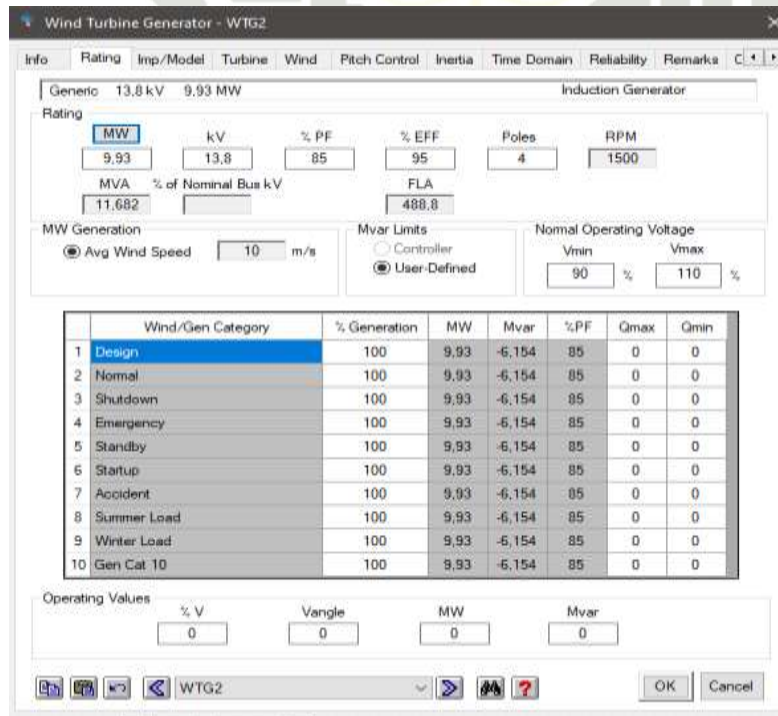 Wind Turbine Generator - WTG2
Info Rating Imp/Model Turbine Wind Pitch Control Inertia Time Domain Reliability Remarks C
Generic 13,8 kV 9,93 MW Induction Generator
Rating
MW kV % PF % EFF Poles RPM
9,93 13,8 85 95 4 1500
MVA % of Nominal Bus kV FLA
11,682 488,8
MW Generation Mvar Limits Normal Operating Voltage
Avg Wind Speed 10 m/s Controller Vmin Vmax
User-Defined 90 % 110 %
Wind/Gen Category % Generation MW Mvar %PF Qmax Qmin
1 Design 100 9,93 -6,154 85 0 0
2 Normal 100 9,93 -6,154 85 0 0
3 Shutdown 100 9,93 -6,154 85 0 0
4 Emergency 100 9,93 -6,154 85 0 0
5 Standby 100 9,93 -6,154 85 0 0
6 Startup 100 9,93 -6,154 85 0 0
7 Accident 100 9,93 -6,154 85 0 0
8 Summer Load 100 9,93 -6,154 85 0 0
9 Winter Load 100 9,93 -6,154 85 0 0
10 Gen Cat 10 100 9,93 -6,154 85 0 0
Operating Values
% V Vangle MW Mvar
0 0 0 0
WTG2 ? OK Cancel